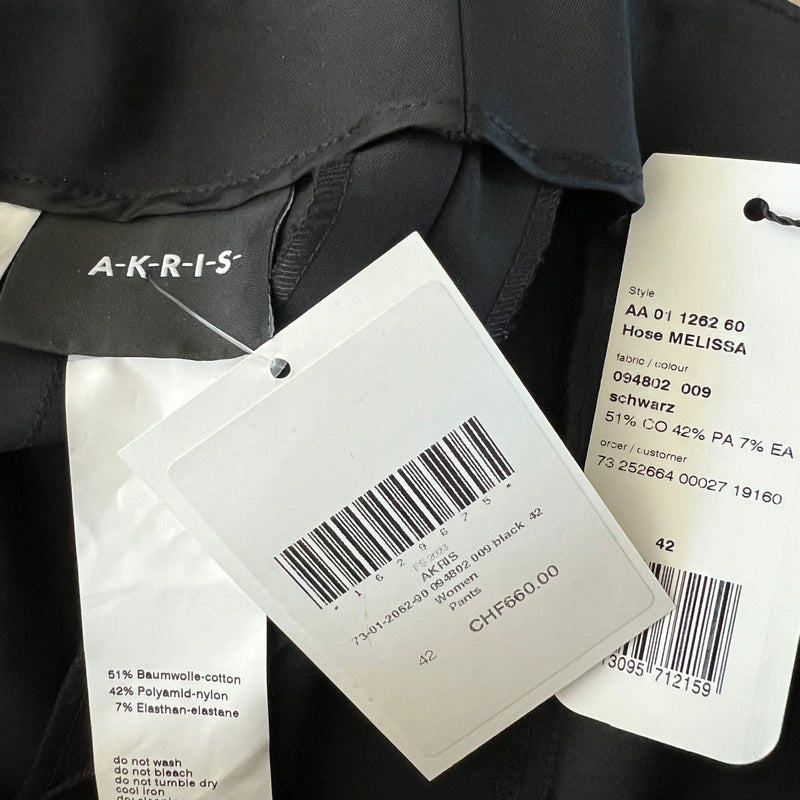 A-K-R-I-S-
51% Baumwolle-cotton
42% Polyamid-nylon
7% Elasthan-elastane
do not wash
do not bleach
do not tumble dry
cool iron
* 1 6 2 9 6 7 5 *
FS 2023
AKRIS
73-01-2062-90 094802 009 black 42
Women
Pants
42
CHF660.00
Style
AA 01 1262 60
Hose MELISSA
fabric / colour
094802 009
schwarz
51% CO 42% PA 7% EA
order / customer
73 252664 00027 19160
42
73095 712159